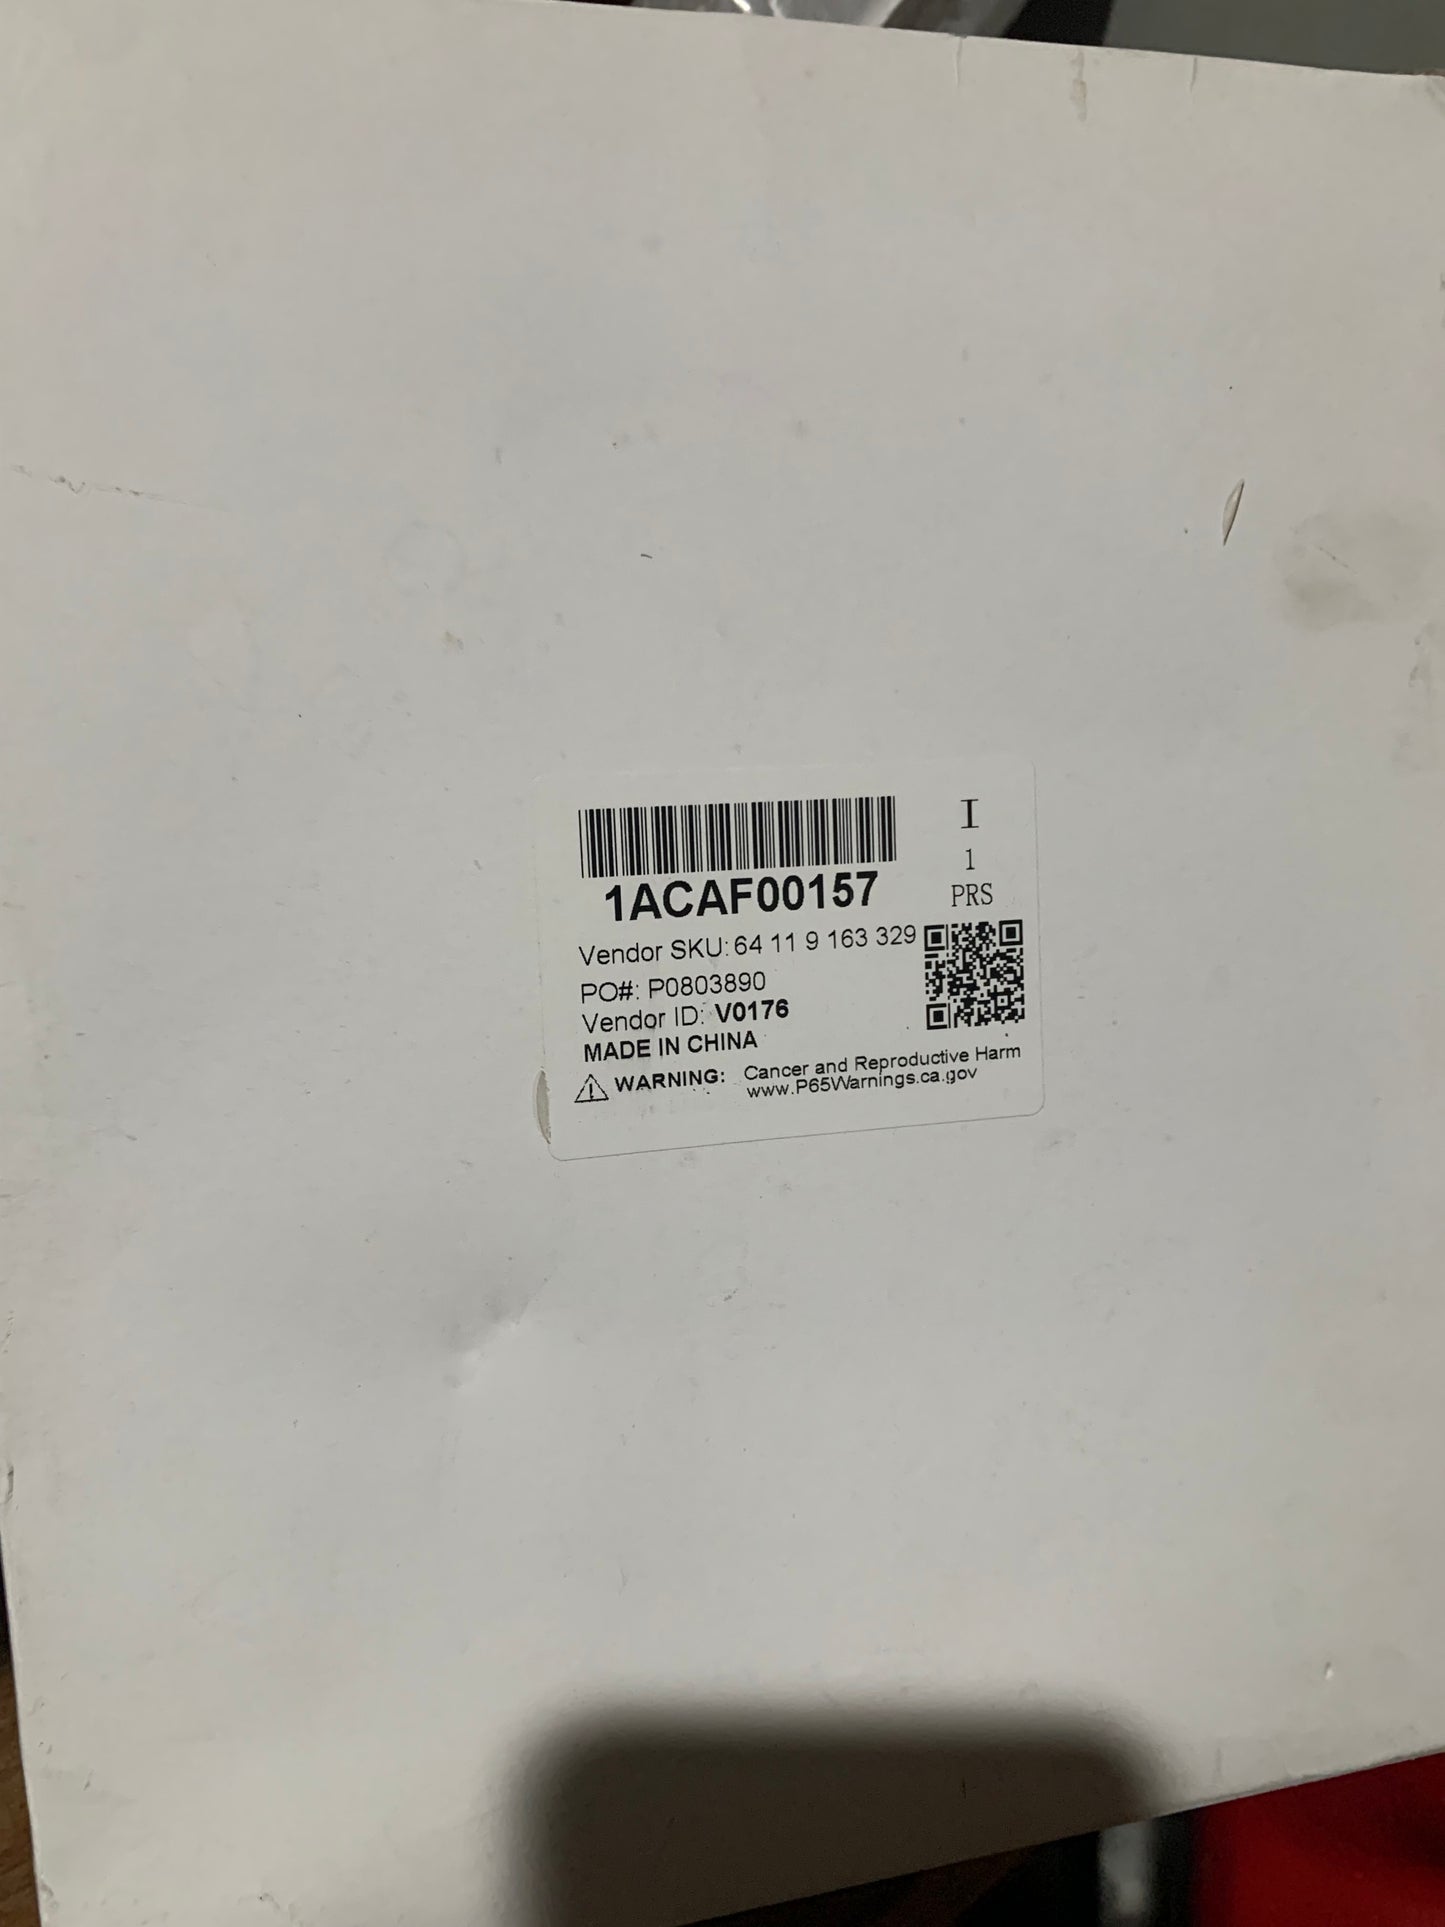 I
1
1ACAF00157
PRS
Vendor SKU: 64 11 9 163 329
PO#: P0803890
Vendor ID: V0176
MADE IN CHINA
WARNING: Cancer and Reproductive Harm
www.P65Warnings.ca.gov